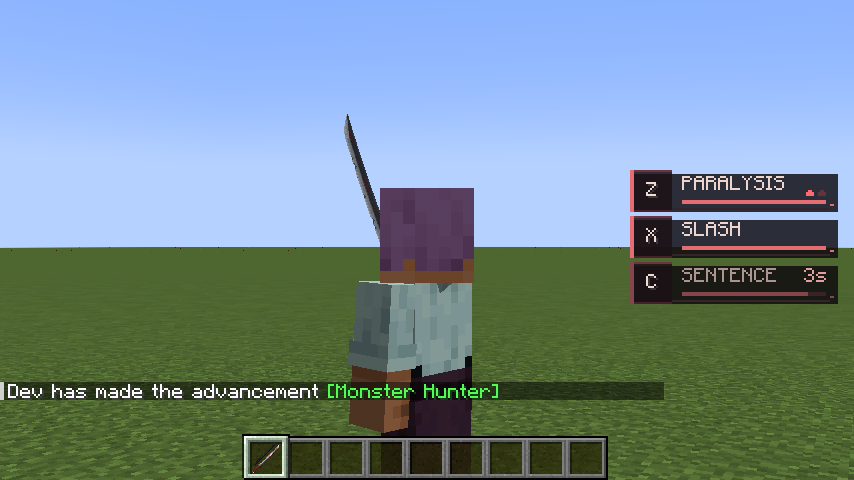 Z PARALYSIS
X SLASH
C SENTENCE 3s
Dev has made the advancement [Monster Hunter]